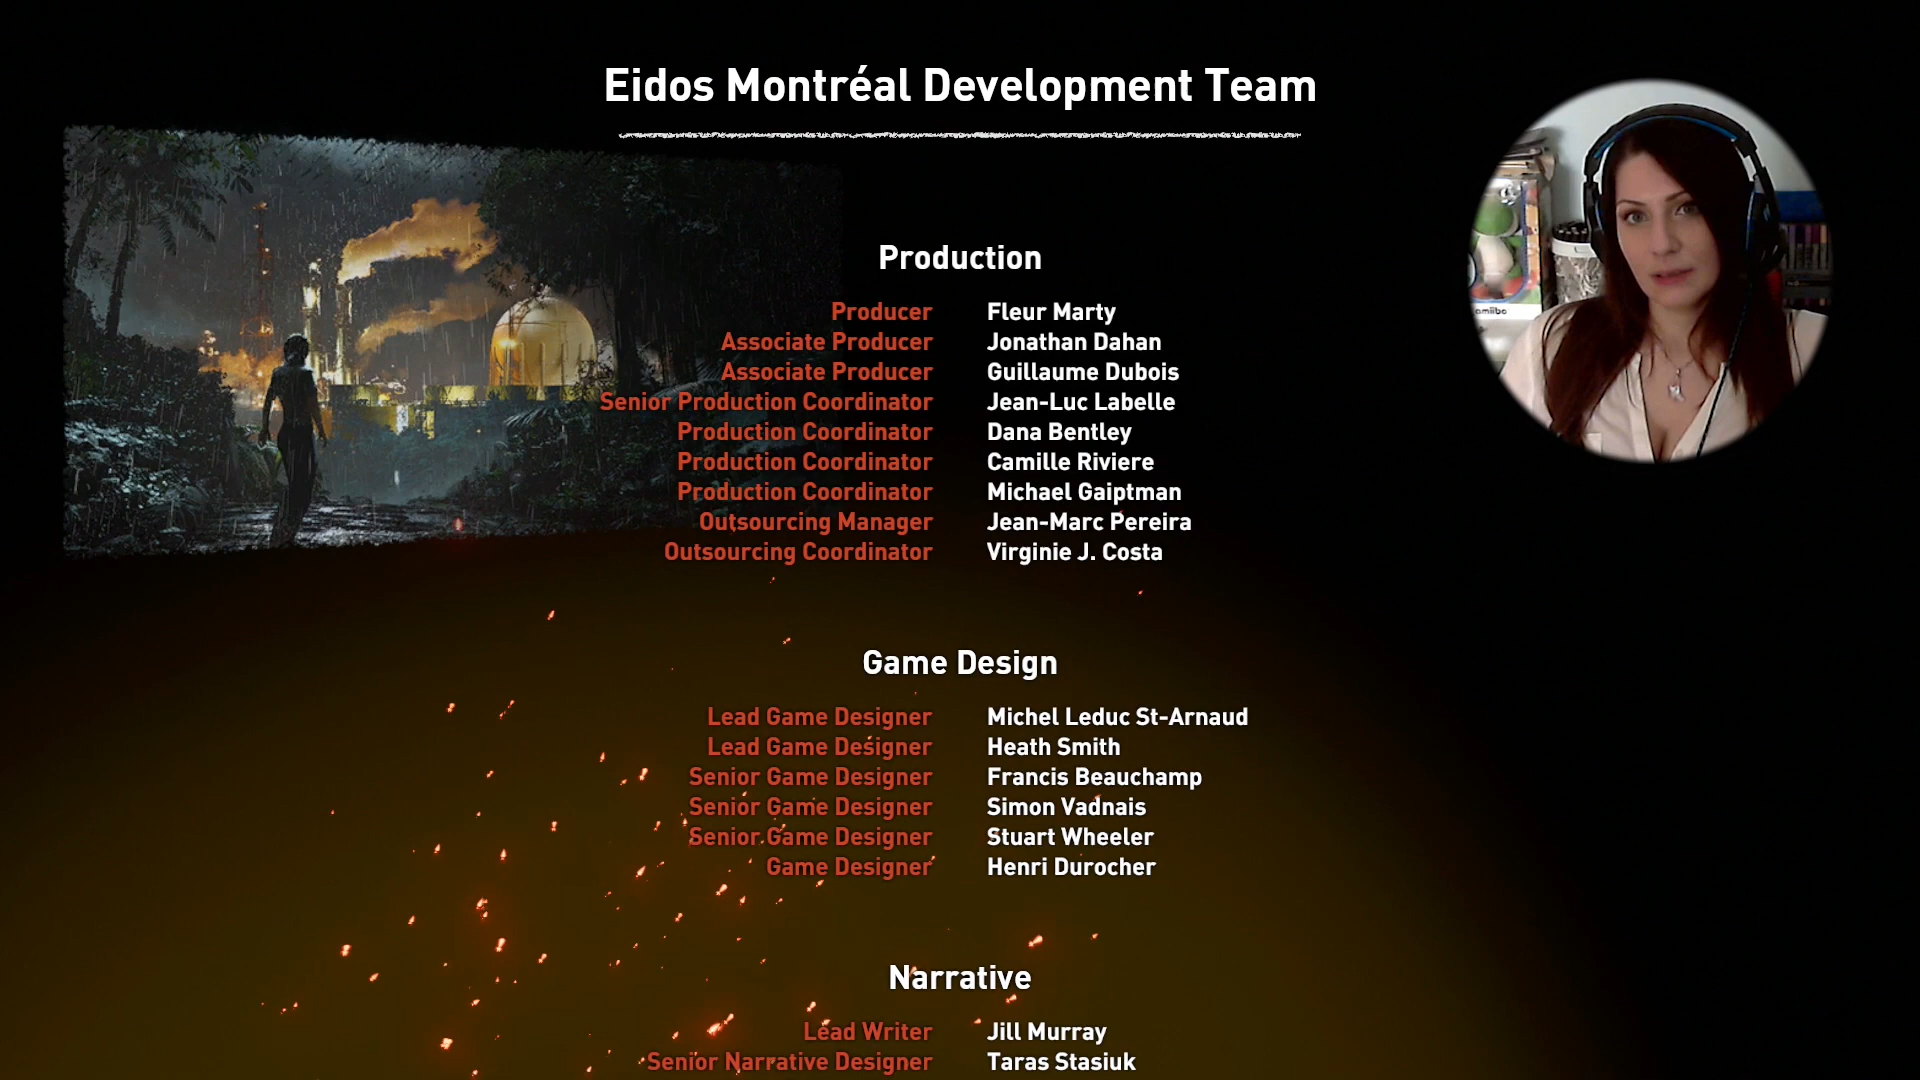 Eidos Montréal Development Team
Production
Producer Fleur Marty
Associate Producer Jonathan Dahan
Associate Producer Guillaume Dubois
Senior Production Coordinator Jean-Luc Labelle
Production Coordinator Dana Bentley
Production Coordinator Camille Riviere
Production Coordinator Michael Gaiptman
Outsourcing Manager Jean-Marc Pereira
Outsourcing Coordinator Virginie J. Costa
Game Design
Lead Game Designer Michel Leduc St-Arnaud
Lead Game Designer Heath Smith
Senior Game Designer Francis Beauchamp
Senior Game Designer Simon Vadnais
Senior Game Designer Stuart Wheeler
Game Designer Henri Durocher
Narrative
Lead Writer Jill Murray
Senior Narrative Designer Taras Stasiuk
amiibo